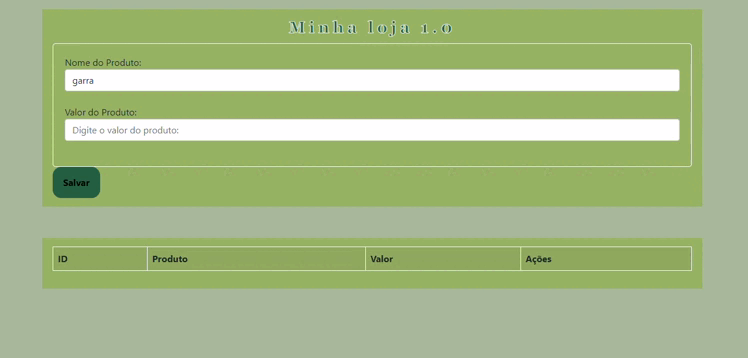 Minha loja 1.0
Nome do Produto:
garra
Valor do Produto:
Digite o valor do produto:
Salvar
ID Produto Valor Ações